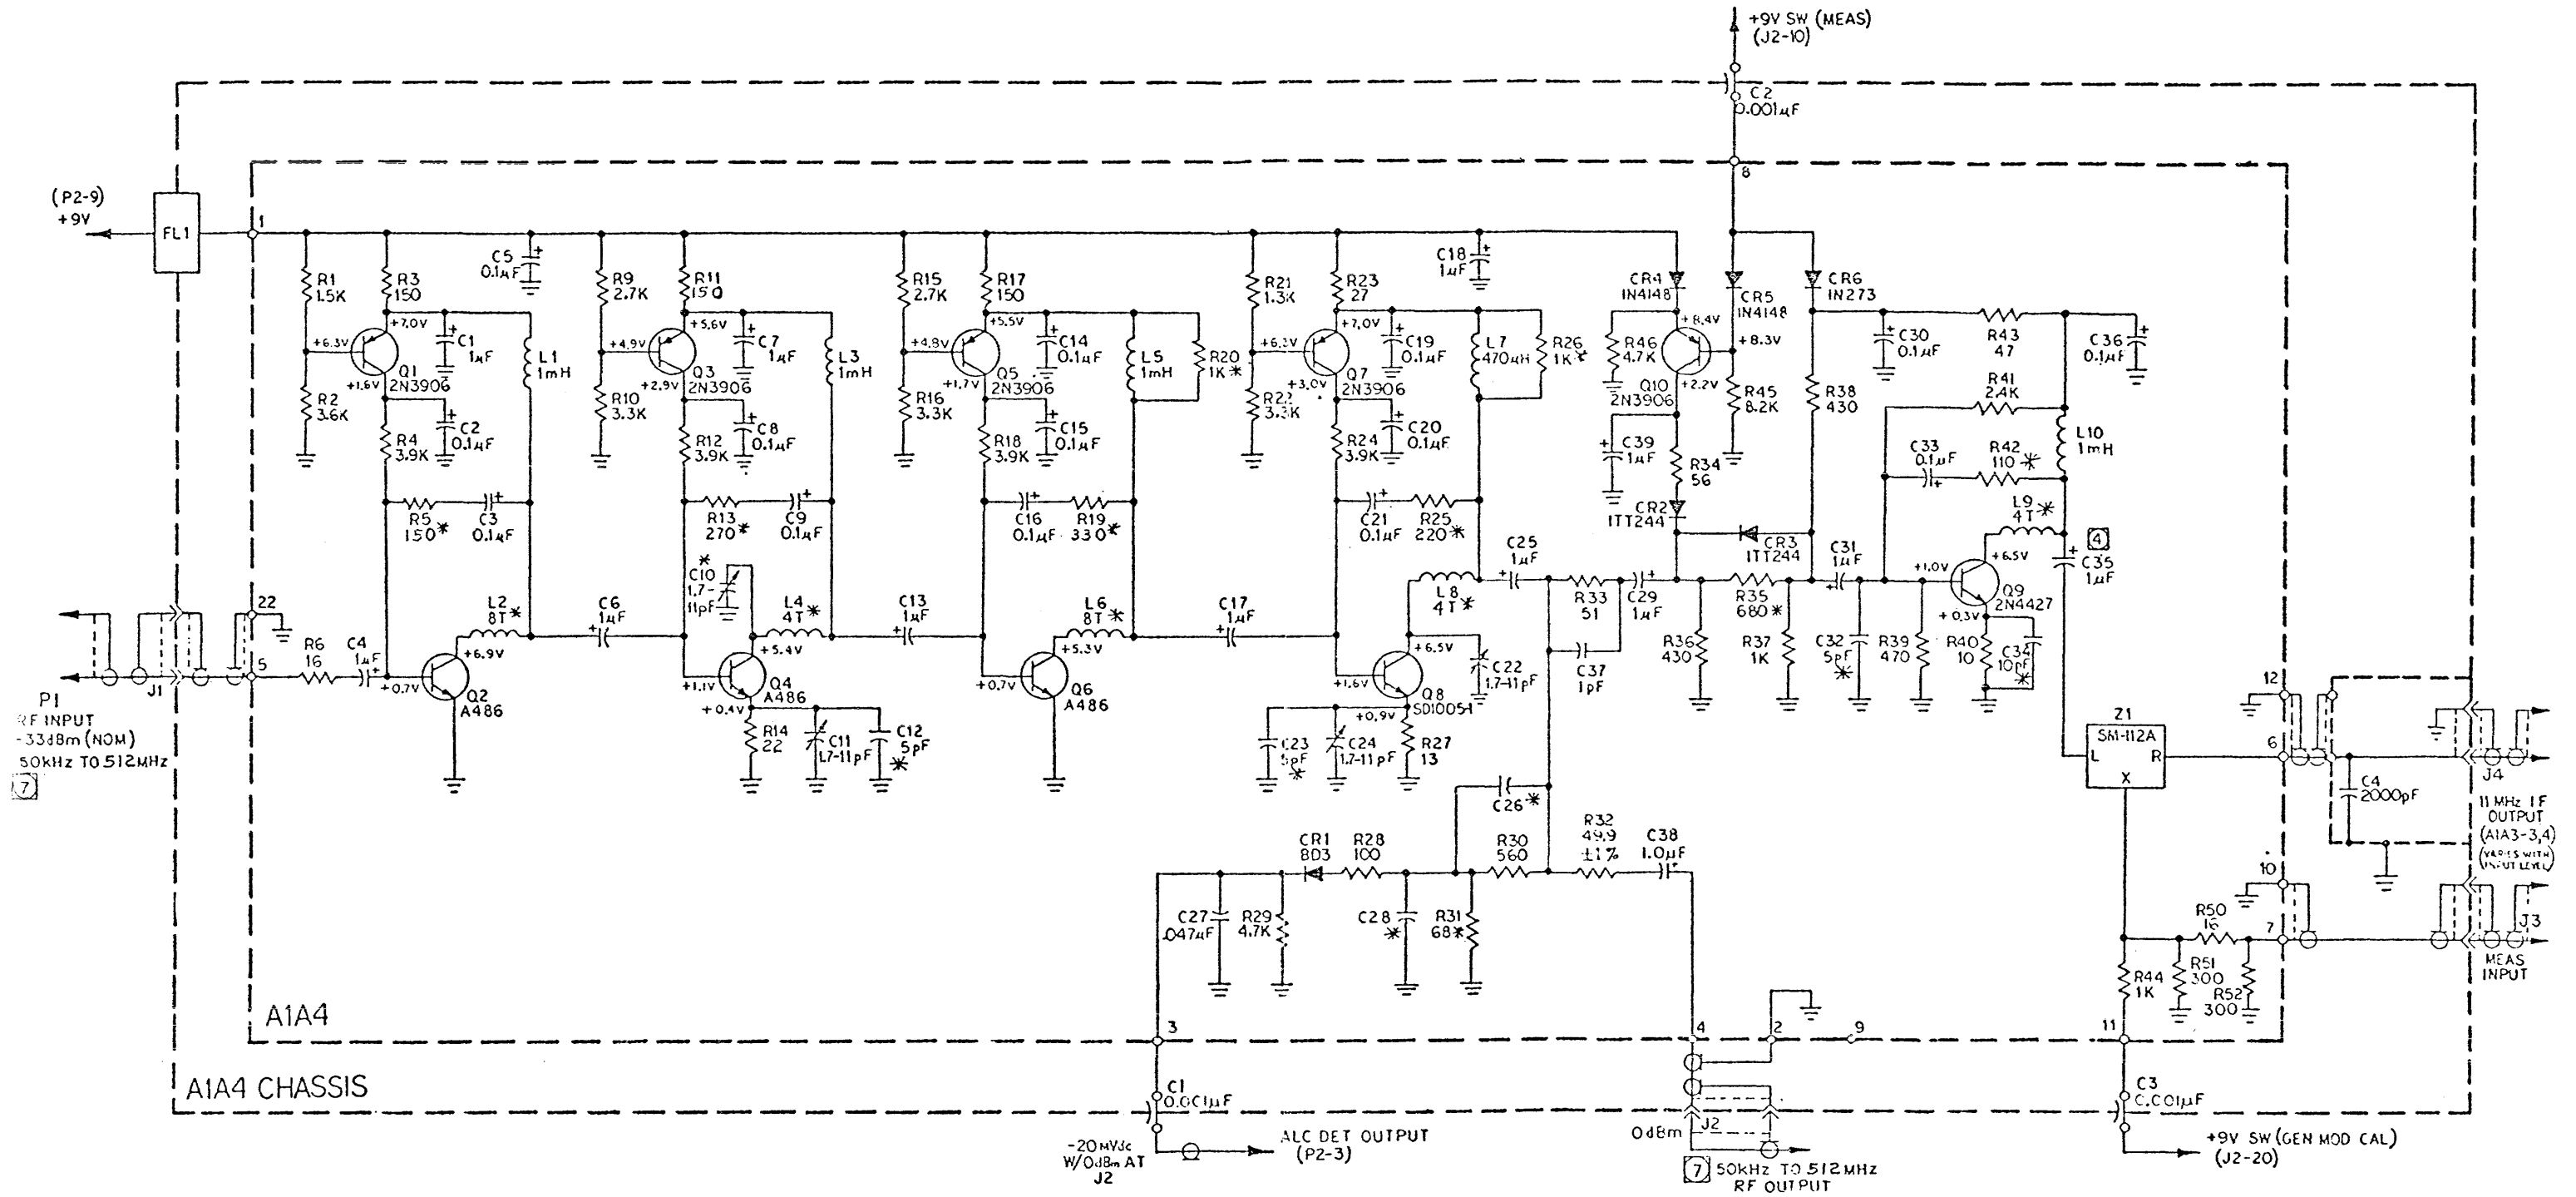 +9V SW (MEAS)
(J2-10)
C2
0.001µF
8
(P2-9)
+9V
FL1
1
R1
1.5K
R3
150
C5
0.1µF
R9
2.7K
R11
150
R15
2.7K
R17
150
R21
1.3K
R23
27
C18
1µF
CR4
1N4148
CR5
1N4148
CR6
1N273
+7.0V
+6.3V
Q1
2N3906
+1.6V
C1
1µF
L1
1mH
R2
3.6K
R4
3.9K
C2
0.1µF
R5
150*
C3
0.1µF
+5.6V
+4.9V
Q3
2N3906
+2.9V
C7
1µF
L3
1mH
R10
3.3K
R12
3.9K
C8
0.1µF
R13
270*
C9
0.1µF
+5.5V
+4.8V
Q5
2N3906
+1.7V
C14
0.1µF
L5
1mH
R20
1K*
R16
3.3K
R18
3.9K
C15
0.1µF
C16
0.1µF
R19
330*
+7.0V
Q7
2N3906
+3.0V
C19
0.1µF
L7
470µH
R26
1K*
R22
3.3K
R24
3.9K
C20
0.1µF
C21
0.1µF
R25
220*
+8.4V
+8.3V
R46
4.7K
Q10
2N3906
+2.2V
R45
8.2K
R38
430
C30
0.1µF
R43
47
C36
0.1µF
R41
2.4K
L10
1mH
C33
0.1µF
R42
110*
C39
1µF
R34
56
CR2
ITT244
CR3
ITT244
L9
4T*
+6.5V
4
C35
1µF
*
C10
1.7-
11pF
L2
8T*
C6
1µF
L4
4T*
C13
1µF
L6
8T*
C17
1µF
L8
4T*
C25
1µF
R33
51
C29
1µF
R35
680*
C31
1µF
+1.0V
Q9
2N4427
+0.3V
R36
430
R37
1K
C32
5pF
*
R39
470
R40
10
C34
10pF
*
C37
1pF
22
5
J1
P1
RF INPUT
-33dBm (NOM)
50kHz TO 512MHz
7
R6
16
C4
1µF
+0.7V
+6.9V
Q2
A486
+1.1V
+5.4V
Q4
A486
+0.4V
R14
22
C11
1.7-11pF
C12
5pF
*
+0.7V
+5.3V
Q6
A486
+1.6V
+6.5V
Q8
SD1005-1
+0.9V
C22
1.7-11pF
C23
5pF
*
C24
1.7-11pF
R27
13
Z1
SM-112A
L
R
X
12
6
C4
2000pF
J4
11 MHz IF
OUTPUT
(A1A3-3,4)
(VARIES WITH
INPUT LEVEL)
10
7
J3
MEAS
INPUT
R50
16
R51
300
R52
300
R44
1K
C26*
CR1
BD3
R28
100
R30
560
R32
49.9
±1%
C38
1.0µF
C27
.047µF
R29
4.7K
C28
*
R31
68*
A1A4
3
4
2
9
11
A1A4 CHASSIS
C1
0.001µF
C3
0.001µF
-20MVdc
W/0dBm AT
J2
ALC DET OUTPUT
(P2-3)
0dBm
J2
7 50kHz TO 512MHz
RF OUTPUT
+9V SW (GEN MOD CAL)
(J2-20)